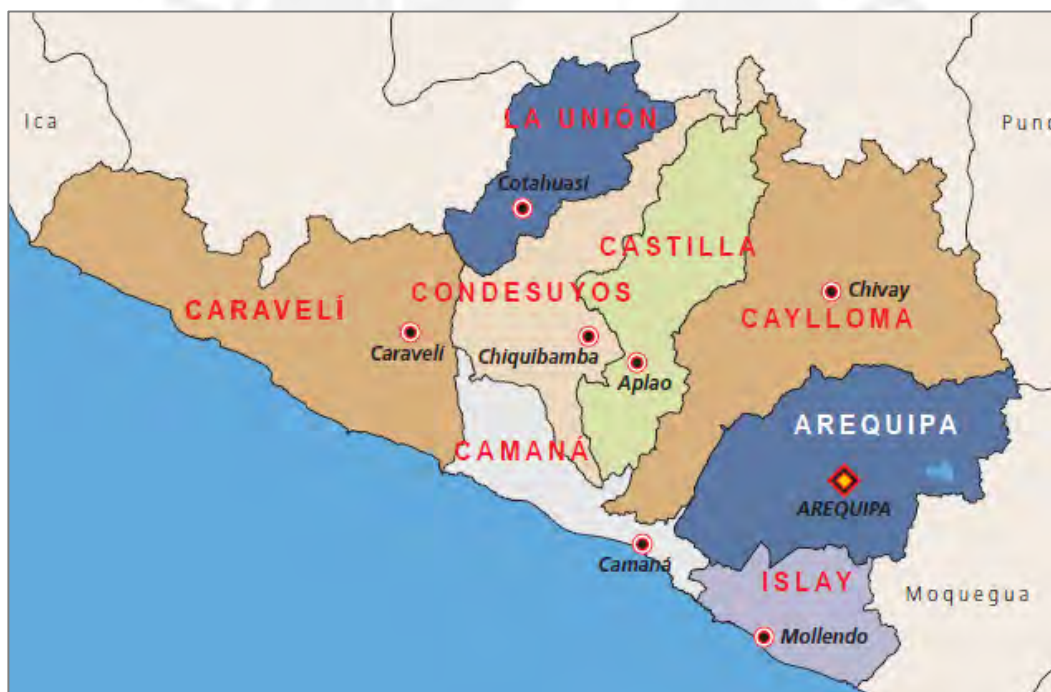 Ica
LA UNIÓN
Puno
Cotahuasi
CASTILLA
CONDESUYOS
CARAVELÍ
Chivay
CAYLLOMA
Caravelí
Chiquibamba
Aplao
AREQUIPA
CAMANÁ
AREQUIPA
Camaná
ISLAY
Moquegua
Mollendo